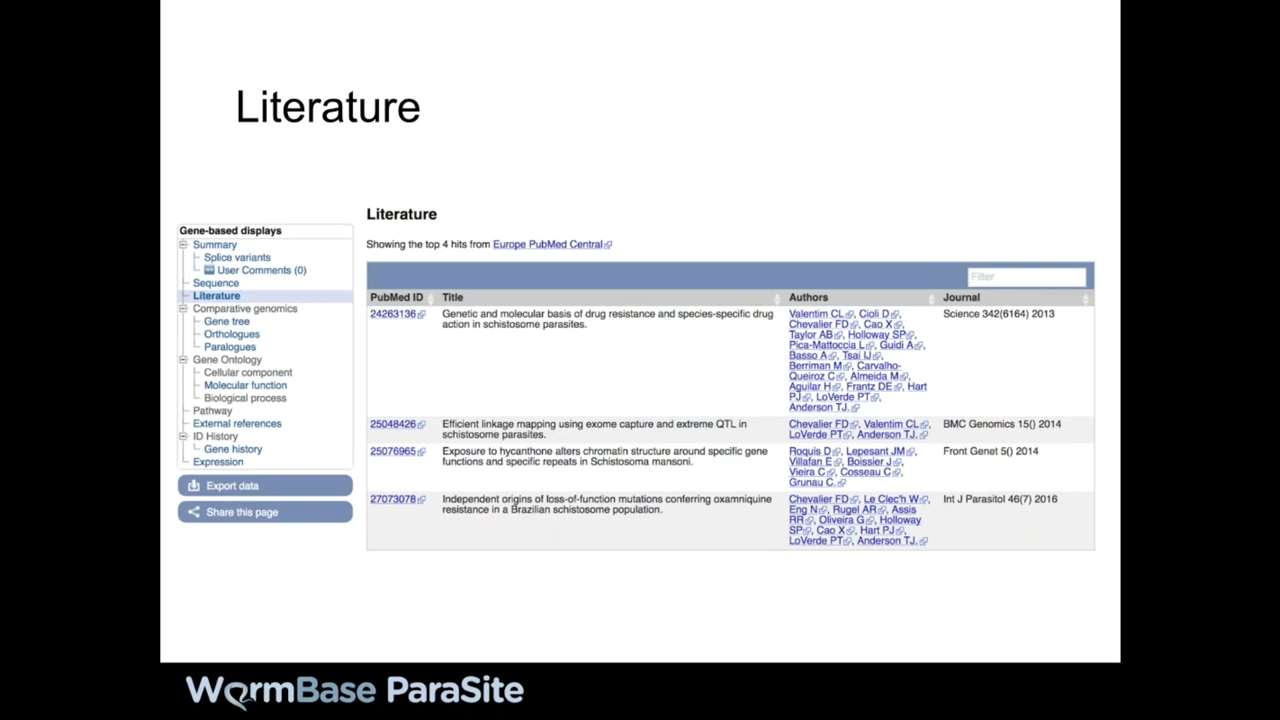 Literature
Gene-based displays
Summary
Splice variants
User Comments (0)
Sequence
Literature
Comparative genomics
Gene tree
Orthologues
Paralogues
Gene Ontology
Cellular component
Molecular function
Biological process
Pathway
External references
ID History
Gene history
Expression
Export data
Share this page
Literature
Showing the top 4 hits from Europe PubMed Central
Filter
PubMed ID Title Authors Journal
24263136 Genetic and molecular basis of drug resistance and species-specific drug Valentim CL, Cioli D, Science 342(6164) 2013
action in schistosome parasites. Chevalier FD, Cao X,
Taylor AB, Holloway SP,
Pica-Mattoccia L, Guidi A,
Basso A, Tsai IJ,
Berriman M, Carvalho-
Queiroz C, Almeida M,
Aguilar H, Frantz DE, Hart
PJ, LoVerde PT,
Anderson TJ.
25048426 Efficient linkage mapping using exome capture and extreme QTL in Chevalier FD, Valentim CL, BMC Genomics 15() 2014
schistosome parasites. LoVerde PT, Anderson TJ.
25076965 Exposure to hycanthone alters chromatin structure around specific gene Roquis D, Lepesant JM, Front Genet 5() 2014
functions and specific repeats in Schistosoma mansoni. Villafan E, Boissier J,
Vieira C, Cosseau C,
Grunau C.
27073078 Independent origins of loss-of-function mutations conferring oxamniquine Chevalier FD, Le Clec'h W, Int J Parasitol 46(7) 2016
resistance in a Brazilian schistosome population. Eng N, Rugel AR, Assis
RR, Oliveira G, Holloway
SP, Cao X, Hart PJ,
LoVerde PT, Anderson TJ.
WormBase ParaSite